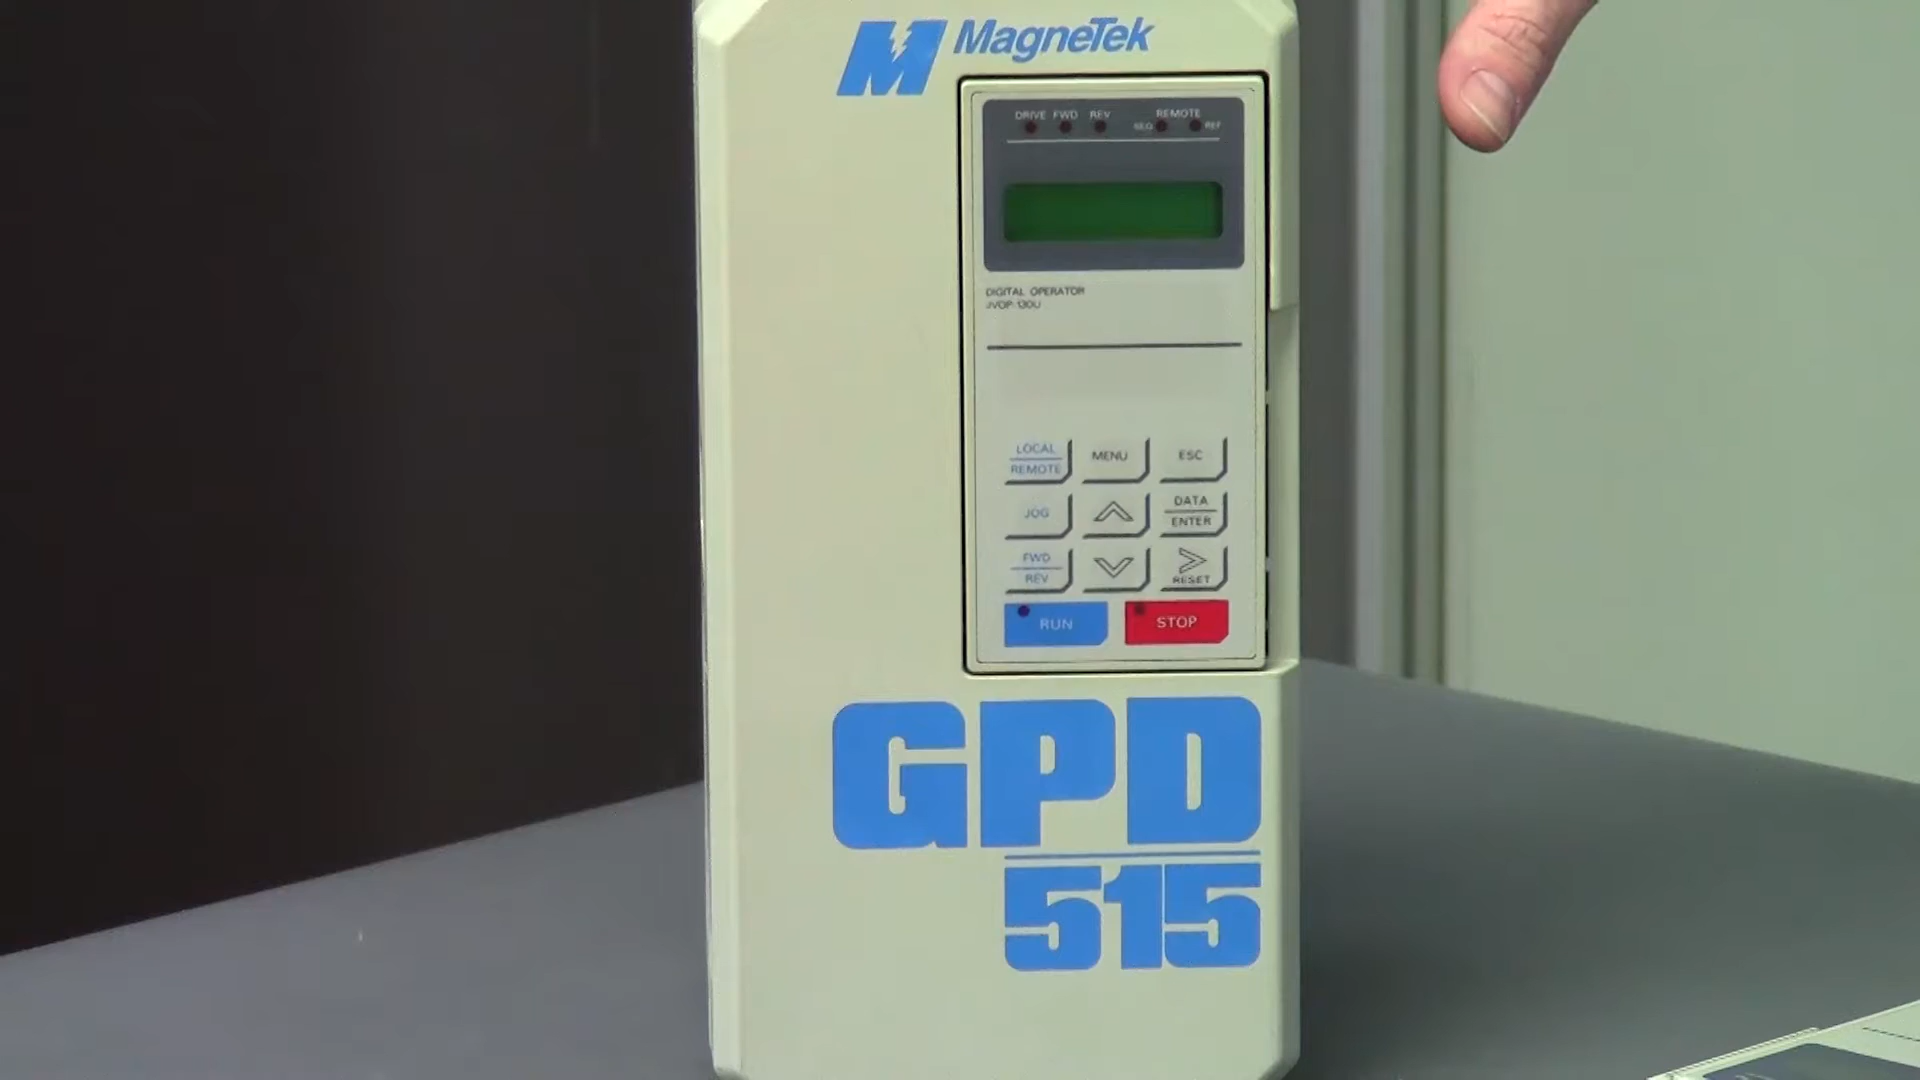 M MagneTek
DRIVE FWD REV REMOTE
SEQ REF
DIGITAL OPERATOR
JVOP-130U
LOCAL
REMOTE
MENU
ESC
JOG
DATA
ENTER
FWD
REV
RESET
RUN
STOP
GPD
515